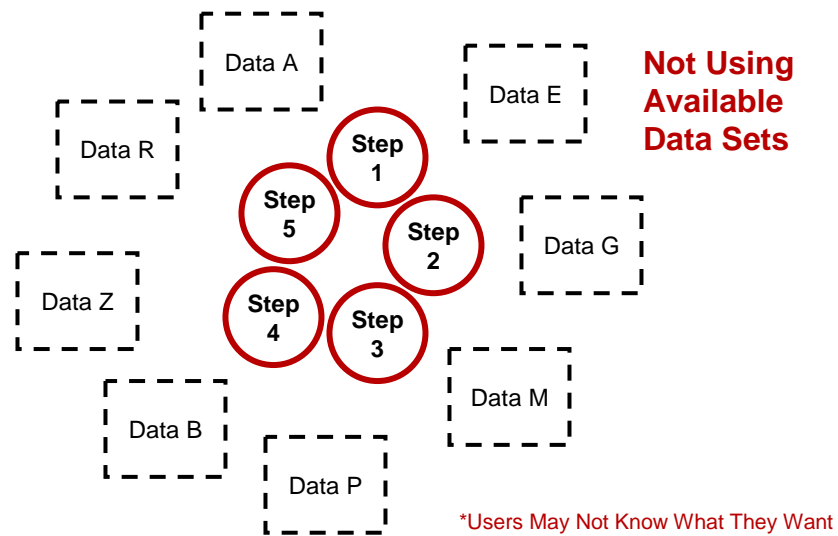 Not Using
Available
Data Sets
Data A
Data E
Data R
Step
1
Step
5
Step
2
Data G
Data Z
Step
4
Step
3
Data M
Data B
Data P
*Users May Not Know What They Want